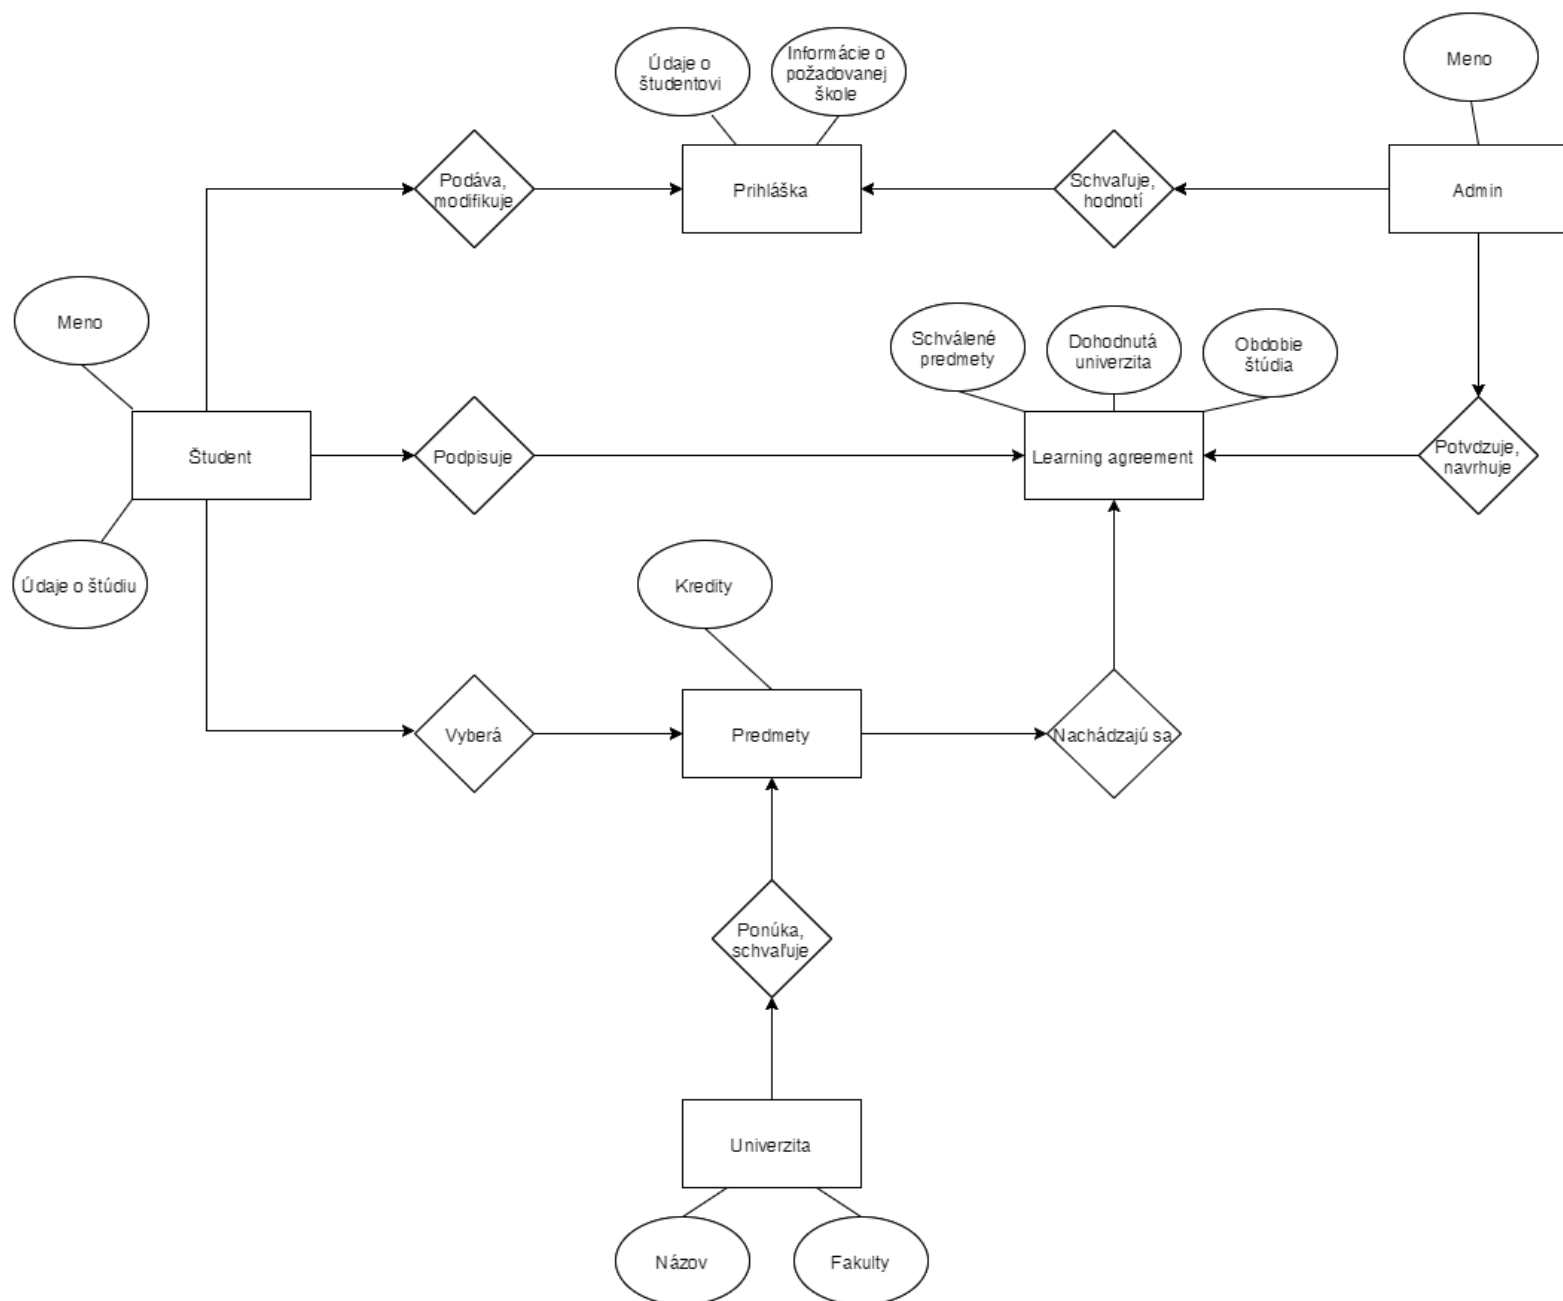 Údaje o
študentovi
Informácie o
požadovanej
škole
Meno
Podáva,
modifikuje
Prihláška
Schvaľuje,
hodnotí
Admin
Meno
Schválené
predmety
Dohodnutá
univerzita
Obdobie
štúdia
Študent
Podpisuje
Learning agreement
Potvdzuje,
navrhuje
Údaje o štúdiu
Kredity
Vyberá
Predmety
Nachádzajú sa
Ponúka,
schvaľuje
Univerzita
Názov
Fakulty